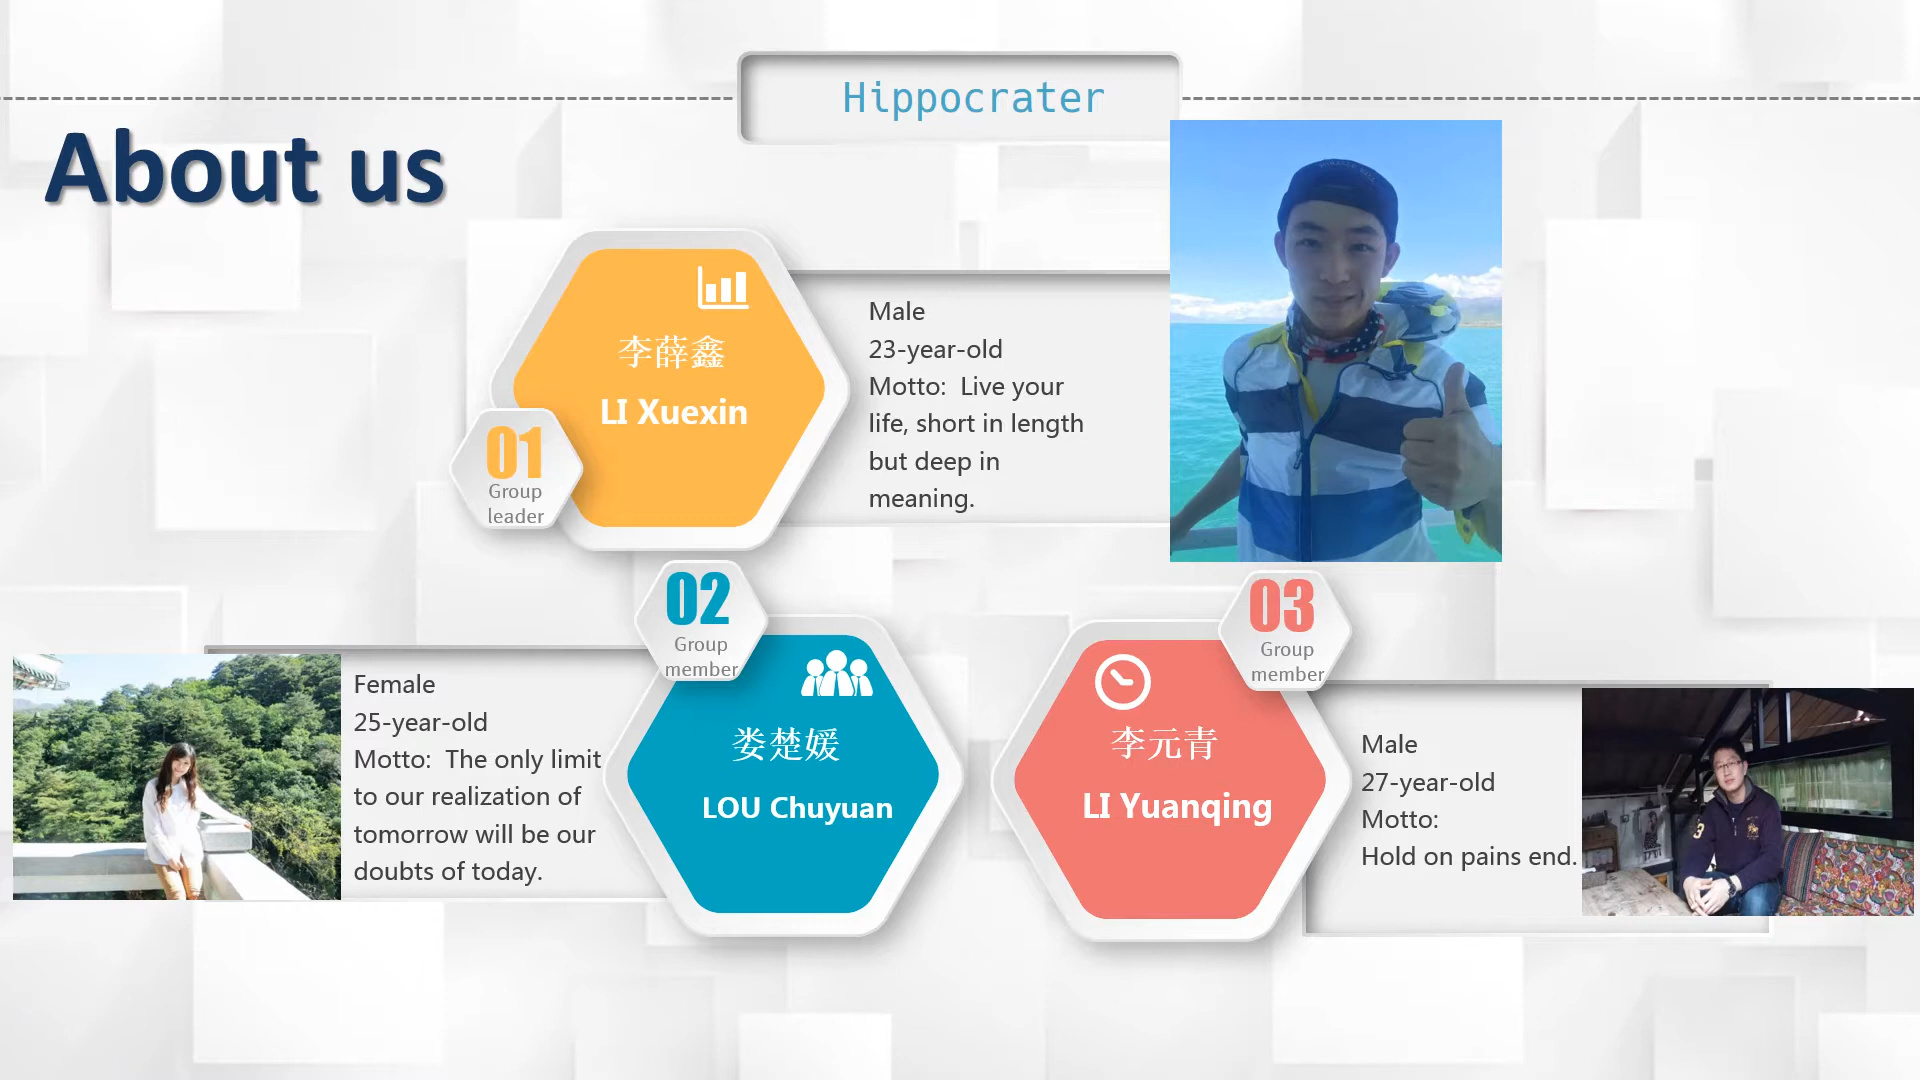 Hippocrater
About us
李薛鑫
LI Xuexin
01
Group
leader
Male
23-year-old
Motto:  Live your
life, short in length
but deep in
meaning.
02
Group
member
娄楚媛
LOU Chuyuan
Female
25-year-old
Motto:  The only limit
to our realization of
tomorrow will be our
doubts of today.
03
Group
member
李元青
LI Yuanqing
Male
27-year-old
Motto:
Hold on pains end.
3